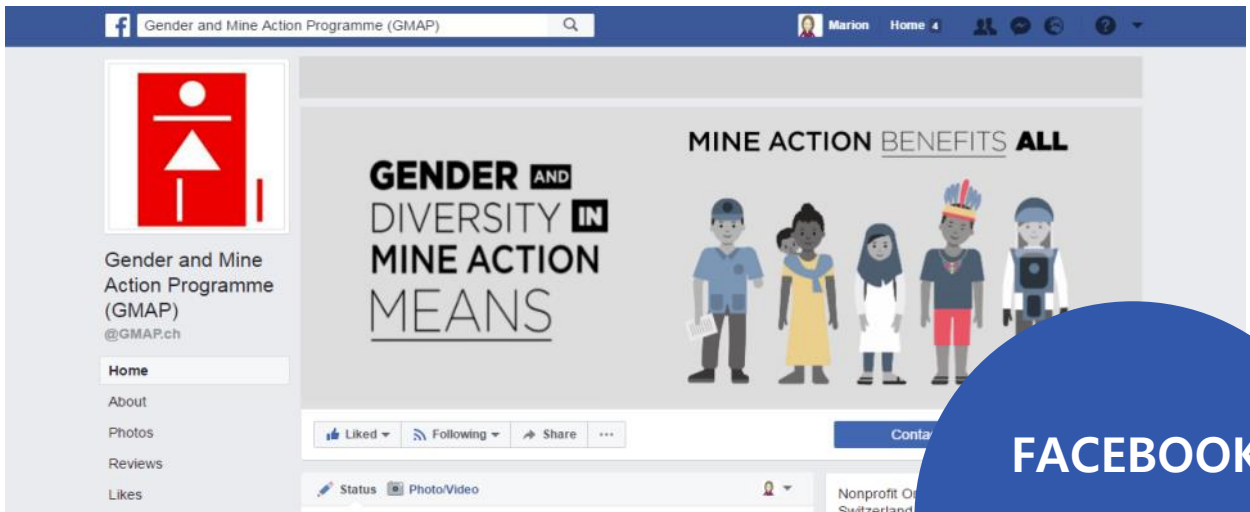 Gender and Mine Action Programme (GMAP)
Marion
Home 4
MINE ACTION BENEFITS ALL
GENDER AND
DIVERSITY IN
MINE ACTION
MEANS
Gender and Mine
Action Programme
(GMAP)
@GMAP.ch
Home
About
Photos
Reviews
Likes
Liked
Following
Share
Status
Photo/Video
Nonprofit
Switzerland
FACEBOOK